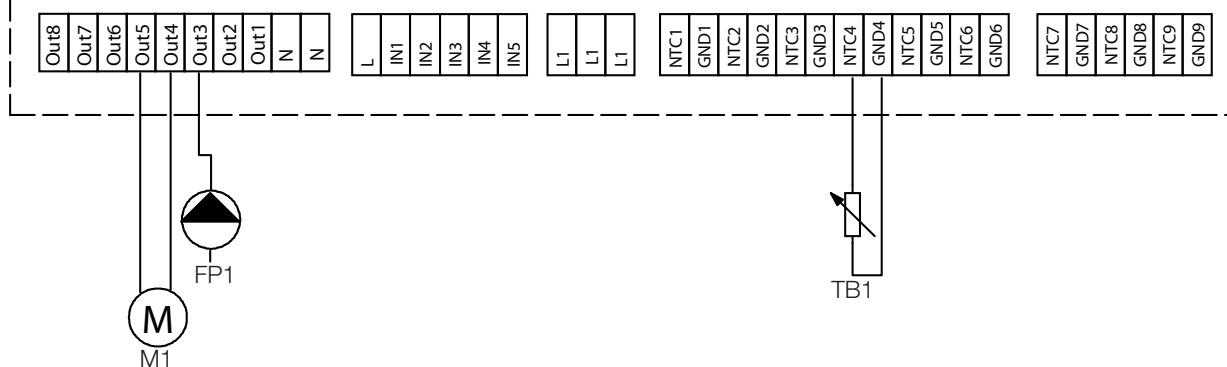 Out8 Out7 Out6 Out5 Out4 Out3 Out2 Out1 N N L IN1 IN2 IN3 IN4 IN5 L1 L1 L1 NTC1 GND1 NTC2 GND2 NTC3 GND3 NTC4 GND4 NTC5 GND5 NTC6 GND6 NTC7 GND7 NTC8 GND8 NTC9 GND9
FP1
TB1
M
M1